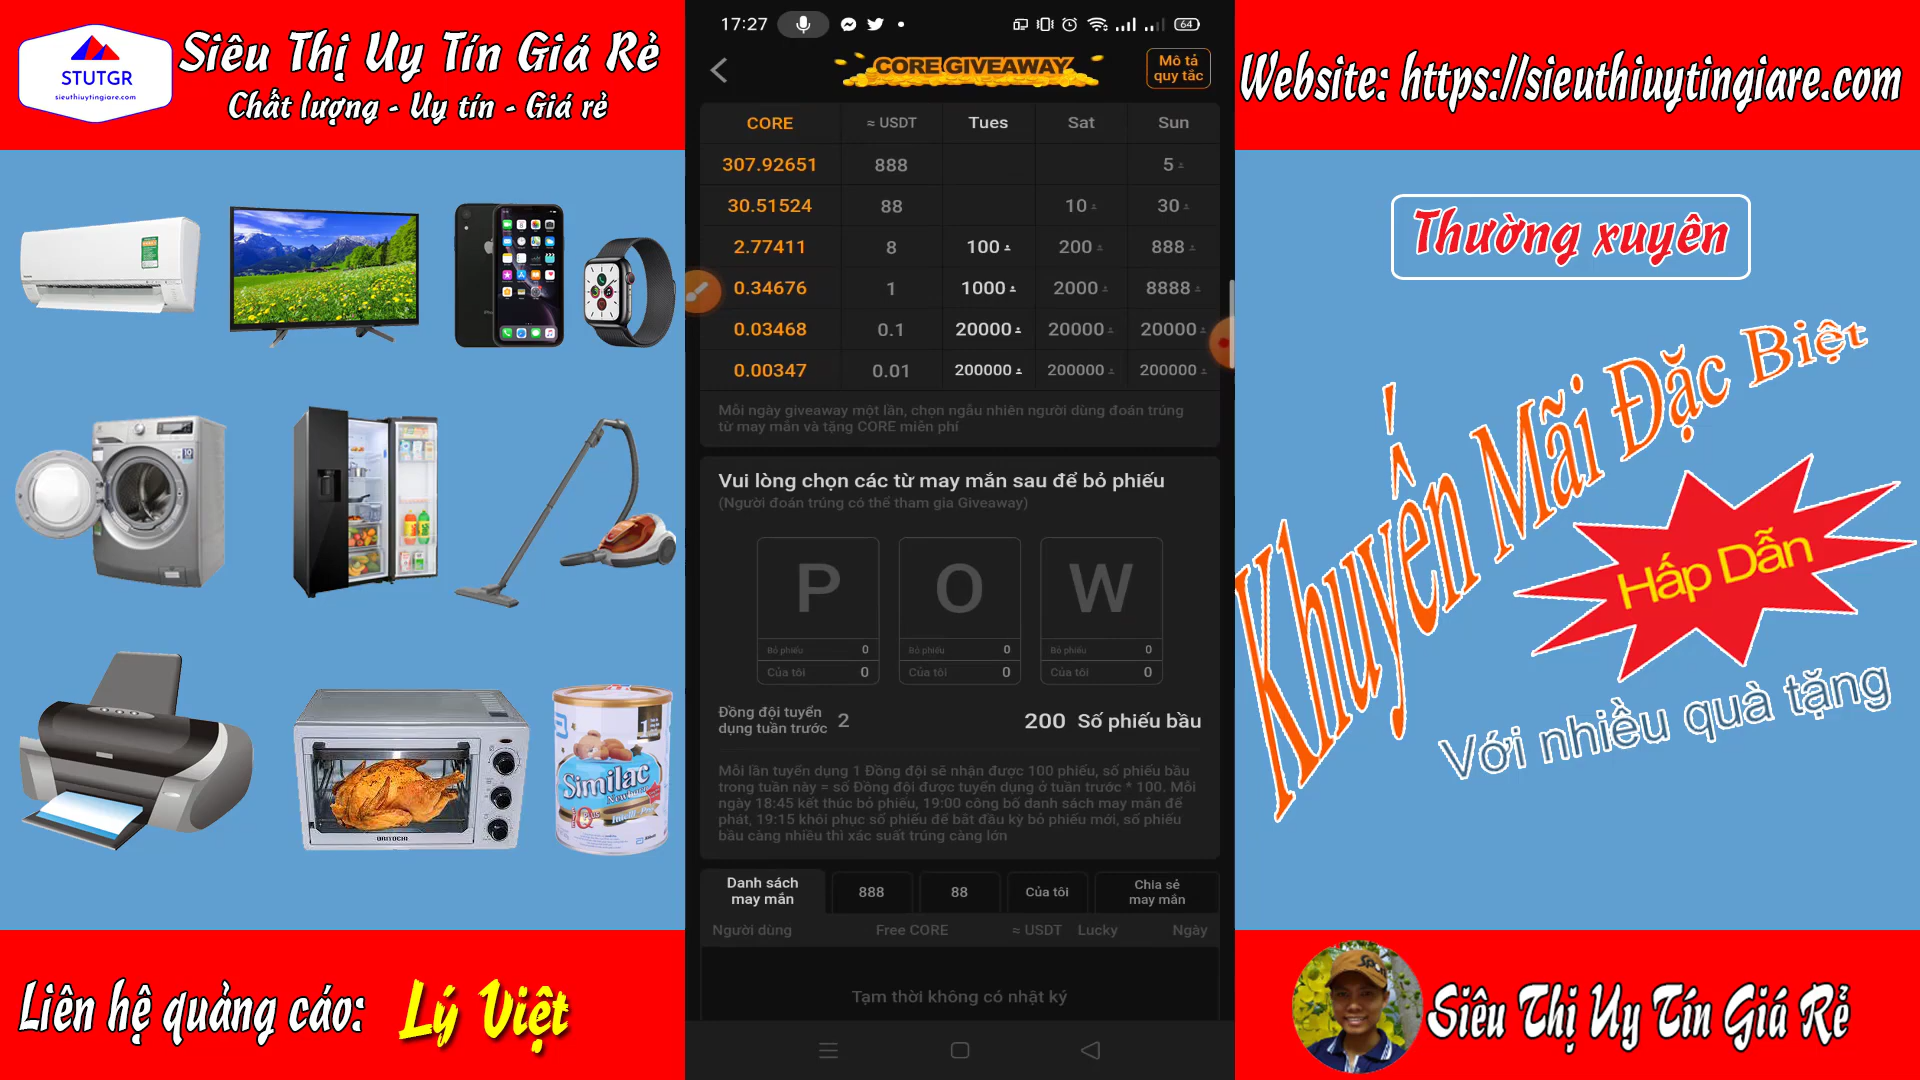 STUTGR
sieuthiuytingiare.com
Siêu Thị Uy Tín Giá Rẻ
Chất lượng - Uy tín - Giá rẻ
17:27
64
CORE GIVEAWAY
Mô tả
quy tắc
CORE ≈ USDT Tues Sat Sun
307.92651 888 5
30.51524 88 10 30
2.77411 8 100 200 888
0.34676 1 1000 2000 8888
0.03468 0.1 20000 20000 20000
0.00347 0.01 200000 200000 200000
Mỗi ngày giveaway một lần, chọn ngẫu nhiên người dùng đoán trúng
từ may mắn và tặng CORE miễn phí
Vui lòng chọn các từ may mắn sau để bỏ phiếu
(Người đoán trúng có thể tham gia Giveaway)
P O W
Bỏ phiếu 0 Bỏ phiếu 0 Bỏ phiếu 0
Của tôi 0 Của tôi 0 Của tôi 0
Đồng đội tuyển
dụng tuần trước 2
200 Số phiếu bầu
Mỗi lần tuyển dụng 1 Đồng đội sẽ nhận được 100 phiếu, số phiếu bầu
trong tuần này = số Đồng đội được tuyển dụng ở tuần trước * 100. Mỗi
ngày 18:45 kết thúc bỏ phiếu, 19:00 công bố danh sách may mắn để
phát, 19:15 khôi phục số phiếu để bắt đầu kỳ bỏ phiếu mới, số phiếu
bầu càng nhiều thì xác suất trúng càng lớn
Danh sách
may mắn
888
88
Của tôi
Chia sẻ
may mắn
Người dùng Free CORE ≈ USDT Lucky Ngày
Tạm thời không có nhật ký
Website: https://sieuthiuytingiare.com
Thường xuyên
Khuyến Mãi Đặc Biệt
Hấp Dẫn
Với nhiều quà tặng
DAITOCHI
Similac
Liên hệ quảng cáo: Lý Việt
Siêu Thị Uy Tín Giá Rẻ